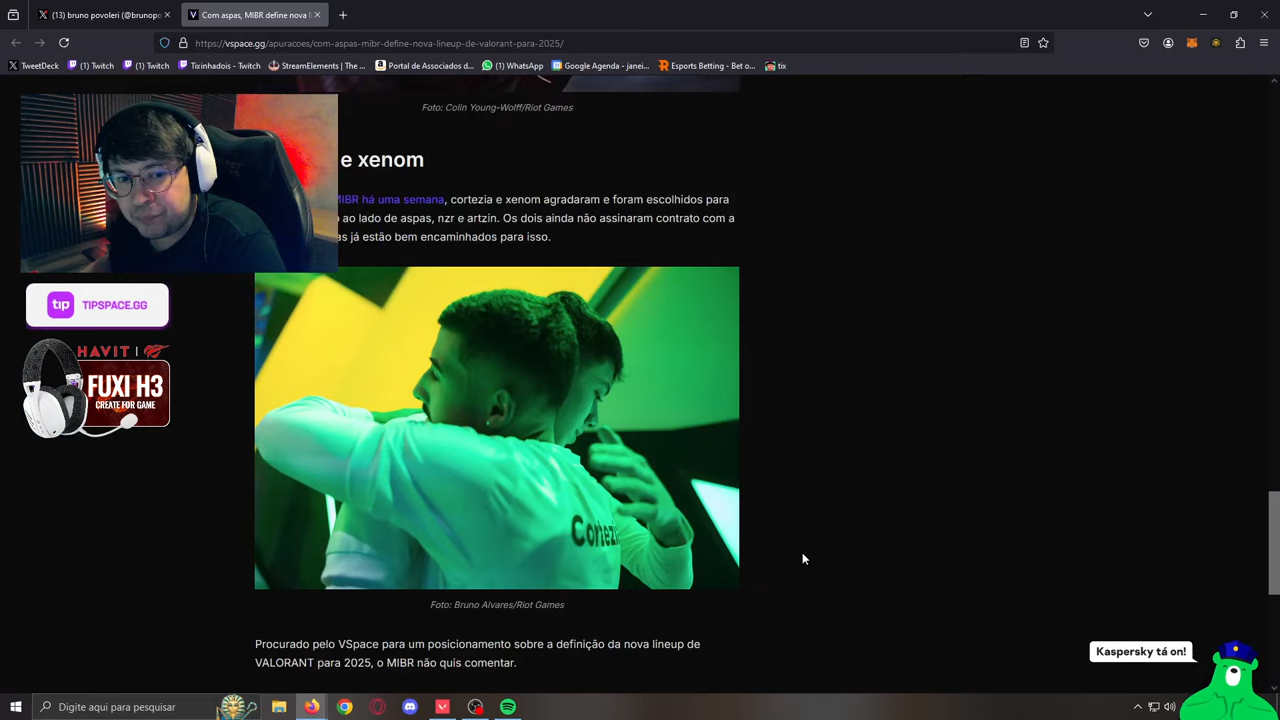 (13) bruno povoleri (@brunopo
Com aspas, MIBR define nova l
https://vspace.gg/apuracoes/com-aspas-mibr-define-nova-lineup-de-valorant-para-2025/
TweetDeck
(1) Twitch
(1) Twitch
Tixinhadois - Twitch
StreamElements | The ...
Portal de Associados d...
(1) WhatsApp
Google Agenda - janei...
Esports Betting - Bet o...
tix
Foto: Colin Young-Wolff/Riot Games
e xenom
MIBR há uma semana, cortezia e xenom agradaram e foram escolhidos para
ao lado de aspas, nzr e artzin. Os dois ainda não assinaram contrato com a
as já estão bem encaminhados para isso.
tip TIPSPACE.GG
HAVIT
FUXI H3
CREATE FOR GAME
Cortezi
Foto: Bruno Alvares/Riot Games
Procurado pelo VSpace para um posicionamento sobre a definição da nova lineup de
VALORANT para 2025, o MIBR não quis comentar.
Kaspersky tá on!
Digite aqui para pesquisar